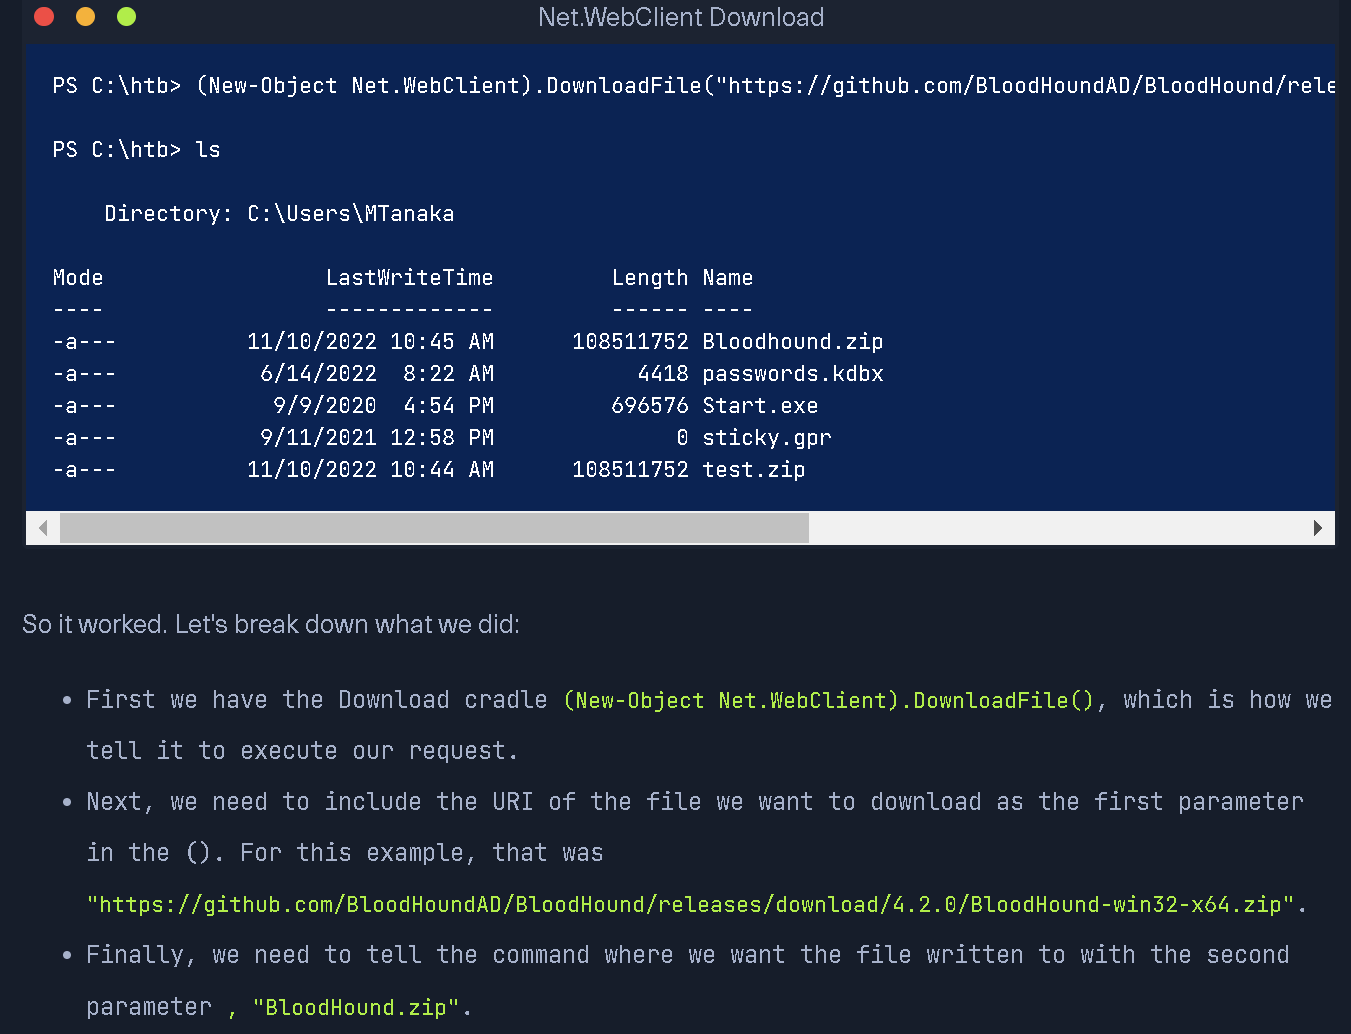 Net.WebClient Download
PS C:\htb> (New-Object Net.WebClient).DownloadFile("https://github.com/BloodHoundAD/BloodHound/rele
PS C:\htb> ls
    Directory: C:\Users\MTanaka
Mode                 LastWriteTime         Length Name
----                 -------------         ------ ----
-a---          11/10/2022 10:45 AM      108511752 Bloodhound.zip
-a---           6/14/2022  8:22 AM           4418 passwords.kdbx
-a---            9/9/2020  4:54 PM         696576 Start.exe
-a---           9/11/2021 12:58 PM              0 sticky.gpr
-a---          11/10/2022 10:44 AM      108511752 test.zip
So it worked. Let's break down what we did:
• First we have the Download cradle (New-Object Net.WebClient).DownloadFile(), which is how we
tell it to execute our request.
• Next, we need to include the URI of the file we want to download as the first parameter
in the (). For this example, that was
"https://github.com/BloodHoundAD/BloodHound/releases/download/4.2.0/BloodHound-win32-x64.zip".
• Finally, we need to tell the command where we want the file written to with the second
parameter , "BloodHound.zip".